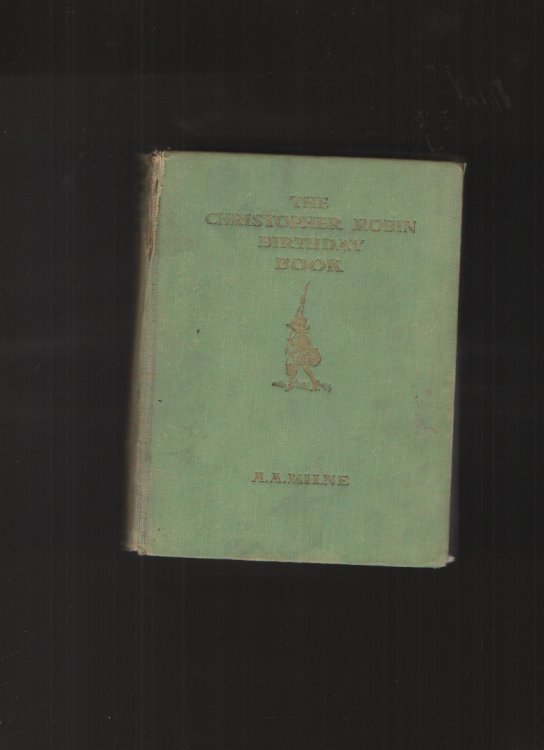 THE
CHRISTOPHER ROBIN
BIRTHDAY
BOOK
A.A.MILNE